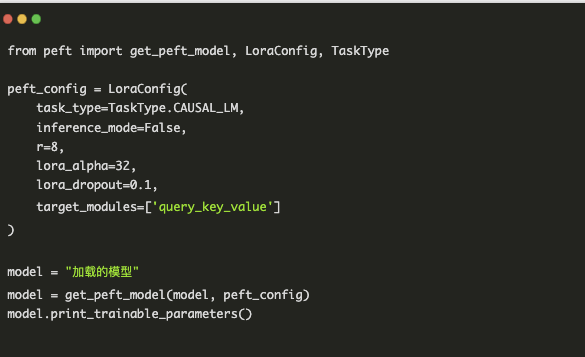 from peft import get_peft_model, LoraConfig, TaskType
peft_config = LoraConfig(
    task_type=TaskType.CAUSAL_LM,
    inference_mode=False,
    r=8,
    lora_alpha=32,
    lora_dropout=0.1,
    target_modules=['query_key_value']
)
model = "加载的模型"
model = get_peft_model(model, peft_config)
model.print_trainable_parameters()